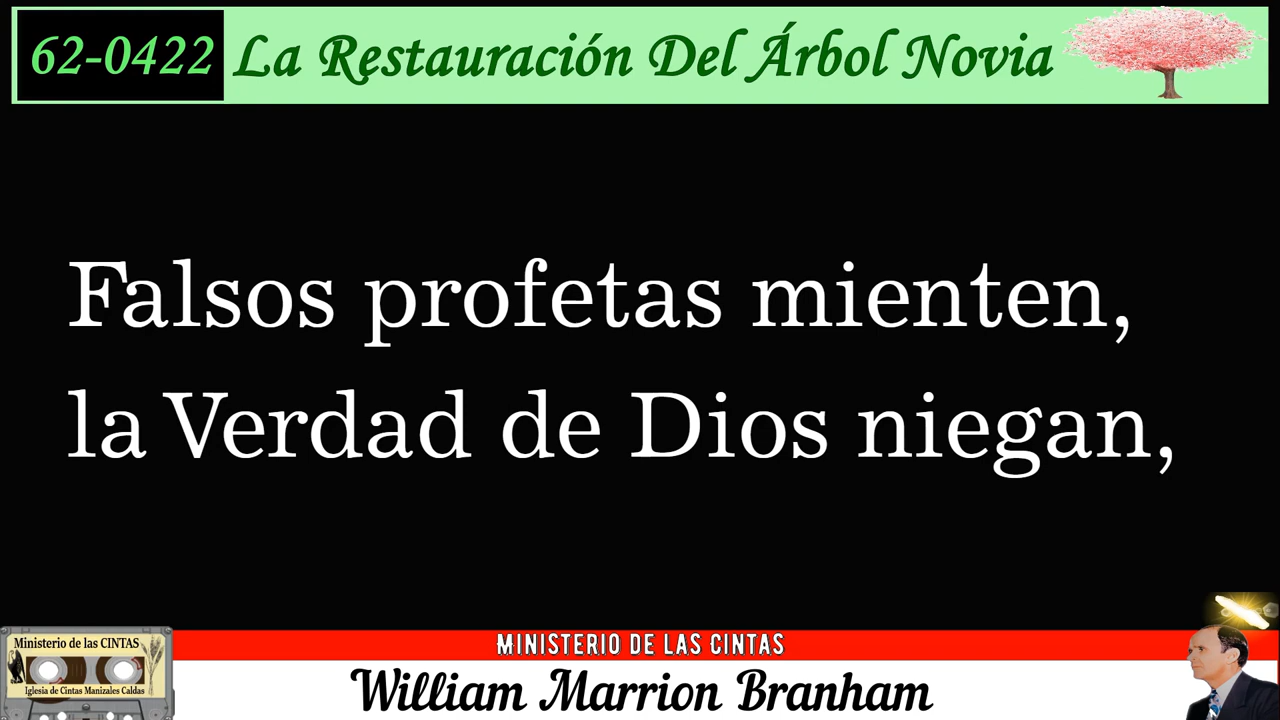 62-0422 La Restauración Del Árbol Novia
Falsos profetas mienten,
la Verdad de Dios niegan,
MINISTERIO DE LAS CINTAS
William Marrion Branham
Ministerio de las CINTAS
Iglesia de Cintas Manizales Caldas